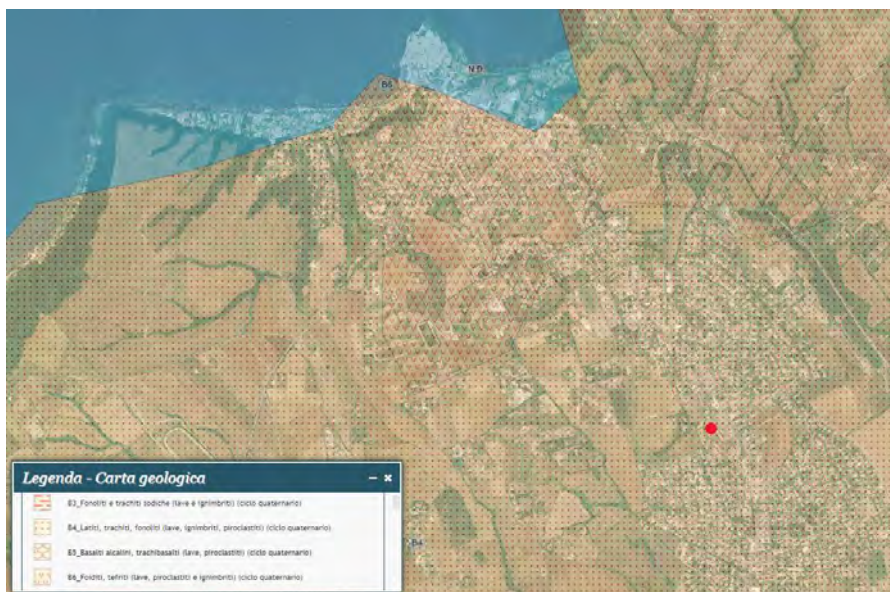 N.D.
B6
Legenda - Carta geologica
B3_Fonoliti e trachiti sodiche (lave e ignimbriti) (ciclo quaternario)
B4_Latiti, trachiti, fonoliti (lave, ignimbriti, piroclastiti) (ciclo quaternario)
B5_Basalti alcalini, trachibasalti (lave, piroclastiti) (ciclo quaternario)
B6_Foiditi, tefriti (lave, piroclastiti e ignimbriti) (ciclo quaternario)
B4